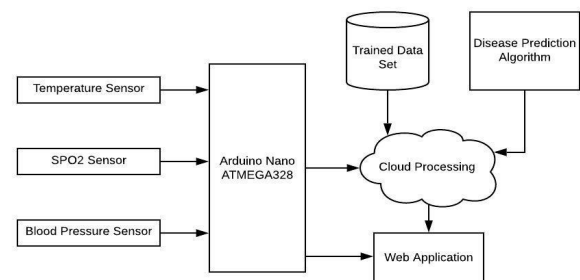 Trained Data
Set
Disease Prediction
Algorithm
Temperature Sensor
SPO2 Sensor
Blood Pressure Sensor
Arduino Nano
ATMEGA328
Cloud Processing
Web Application